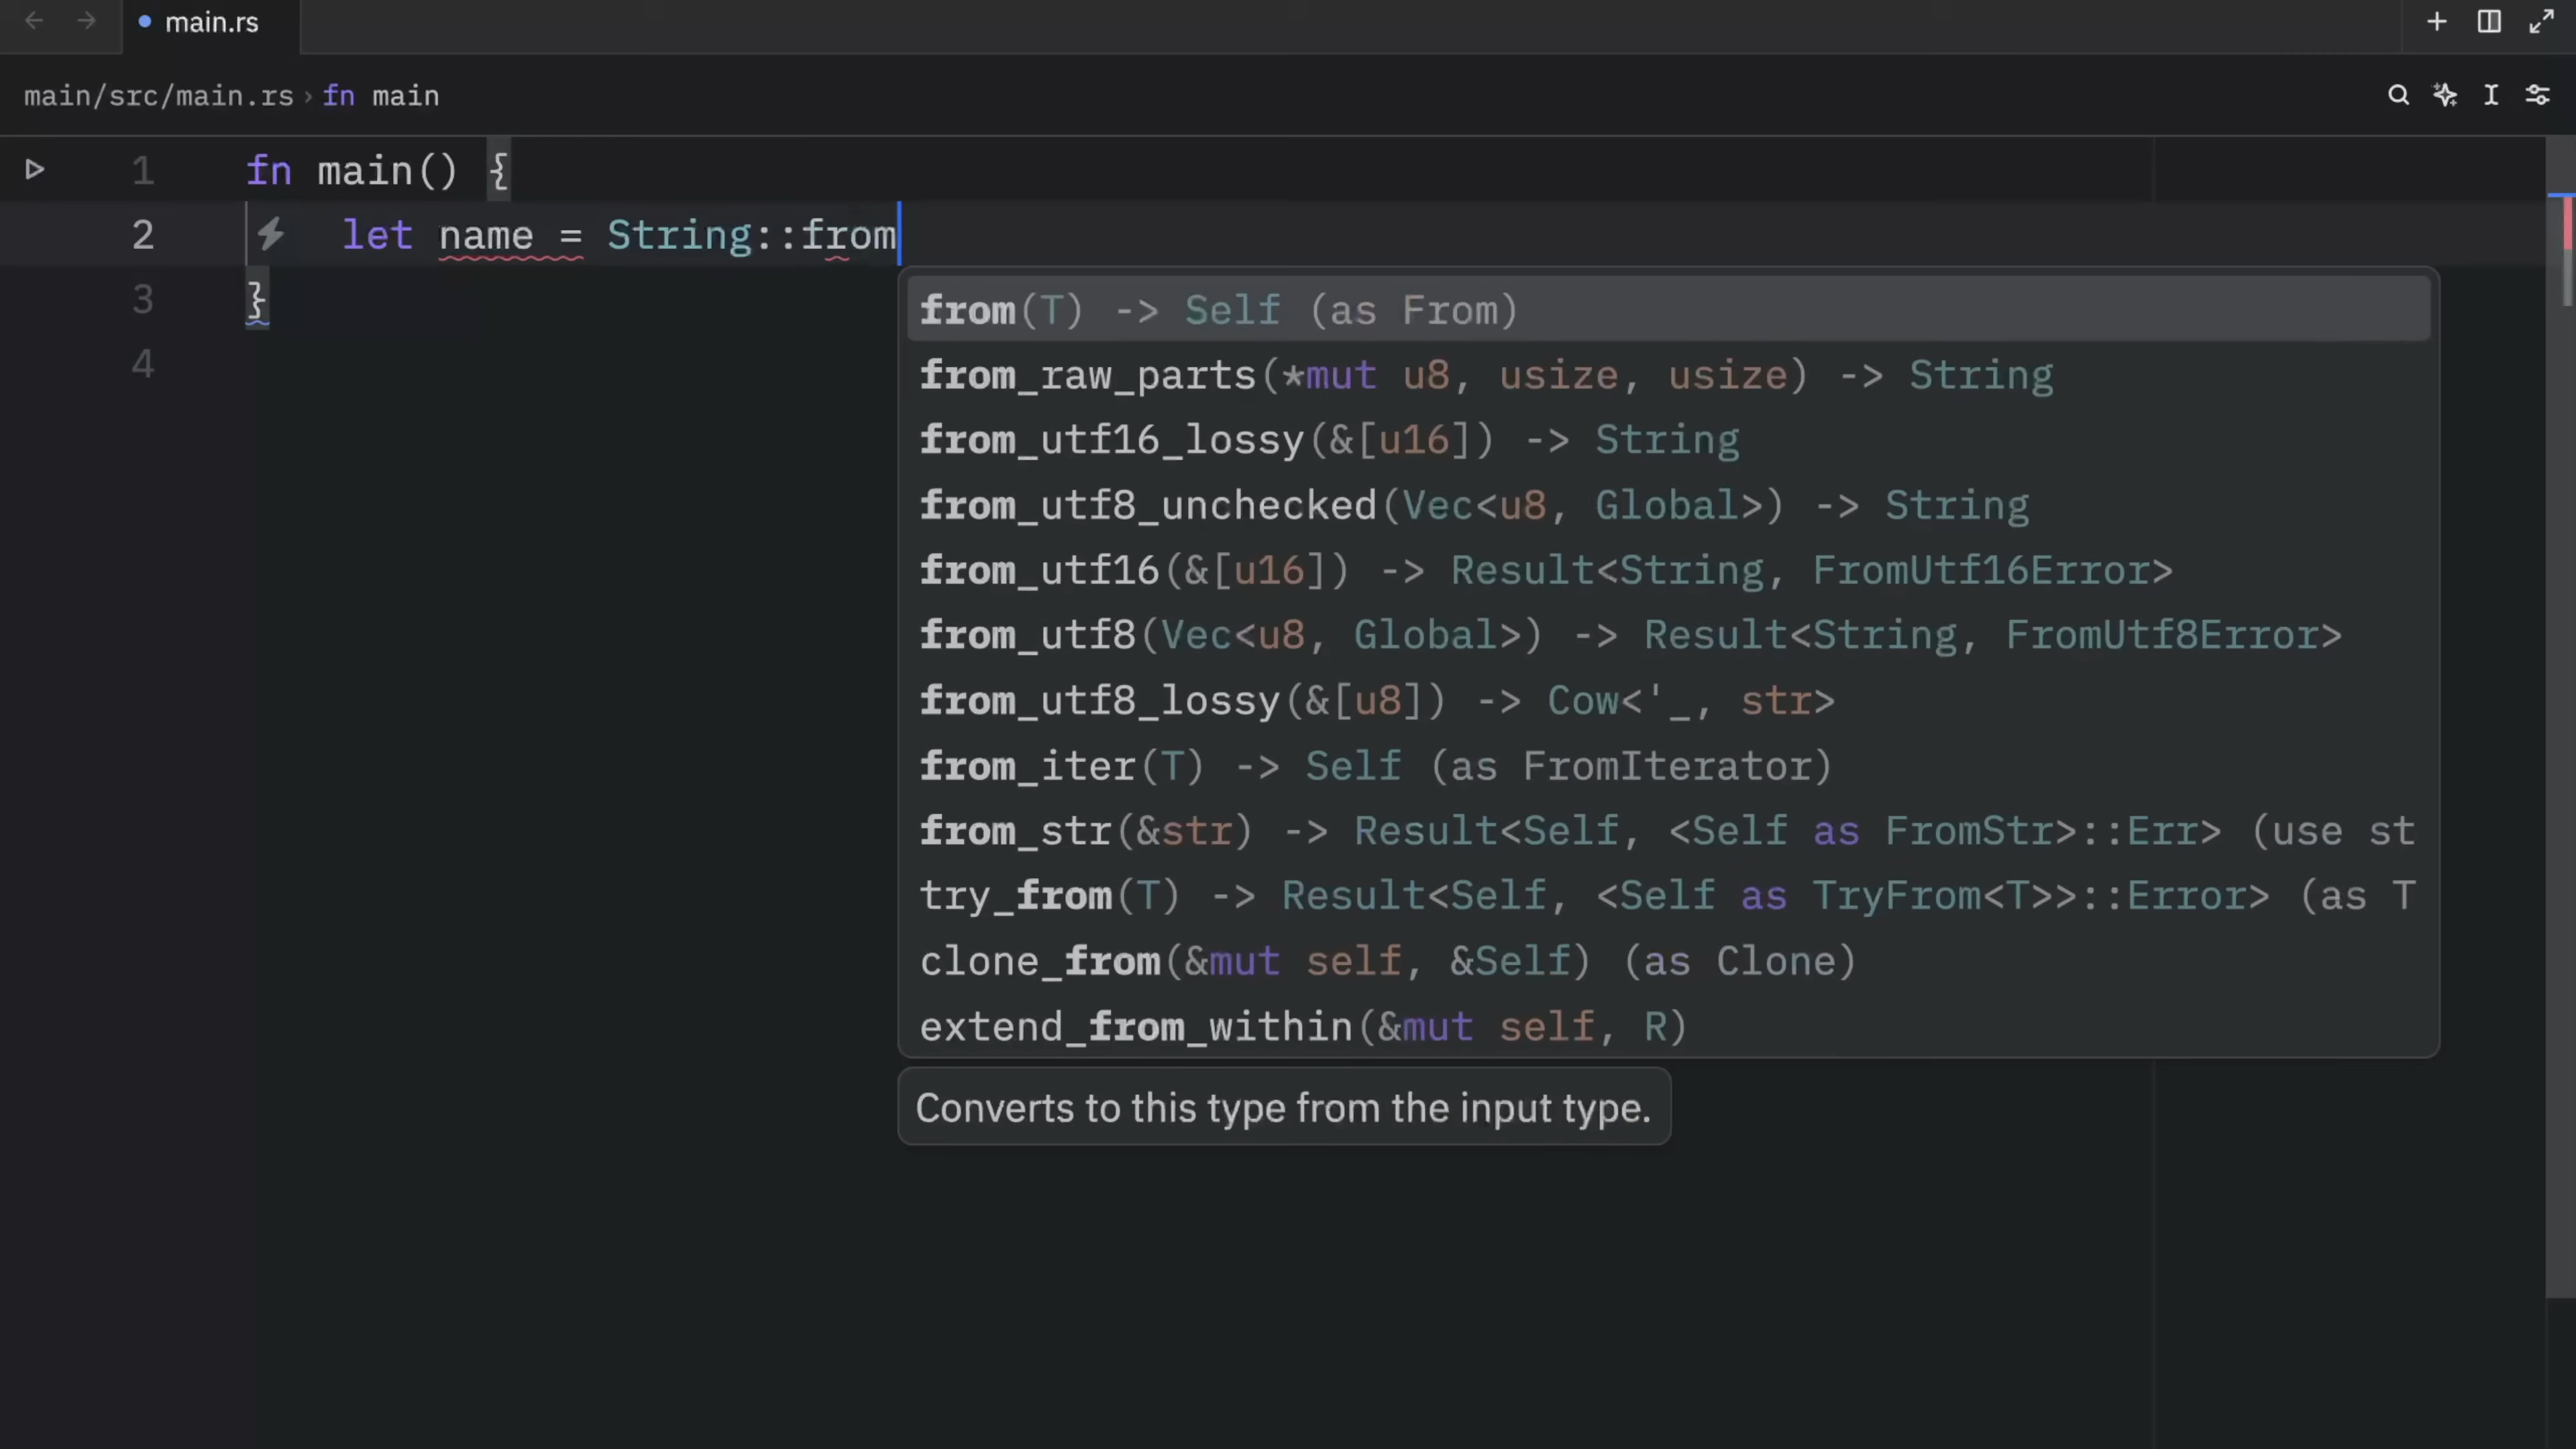 main.rs
main/src/main.rs › fn main
1 fn main() {
2 let name = String::from
3 }
4
from(T) -> Self (as From)
from_raw_parts(*mut u8, usize, usize) -> String
from_utf16_lossy(&[u16]) -> String
from_utf8_unchecked(Vec<u8, Global>) -> String
from_utf16(&[u16]) -> Result<String, FromUtf16Error>
from_utf8(Vec<u8, Global>) -> Result<String, FromUtf8Error>
from_utf8_lossy(&[u8]) -> Cow<'_, str>
from_iter(T) -> Self (as FromIterator)
from_str(&str) -> Result<Self, <Self as FromStr>::Err> (use st
try_from(T) -> Result<Self, <Self as TryFrom<T>>::Error> (as T
clone_from(&mut self, &Self) (as Clone)
extend_from_within(&mut self, R)
Converts to this type from the input type.